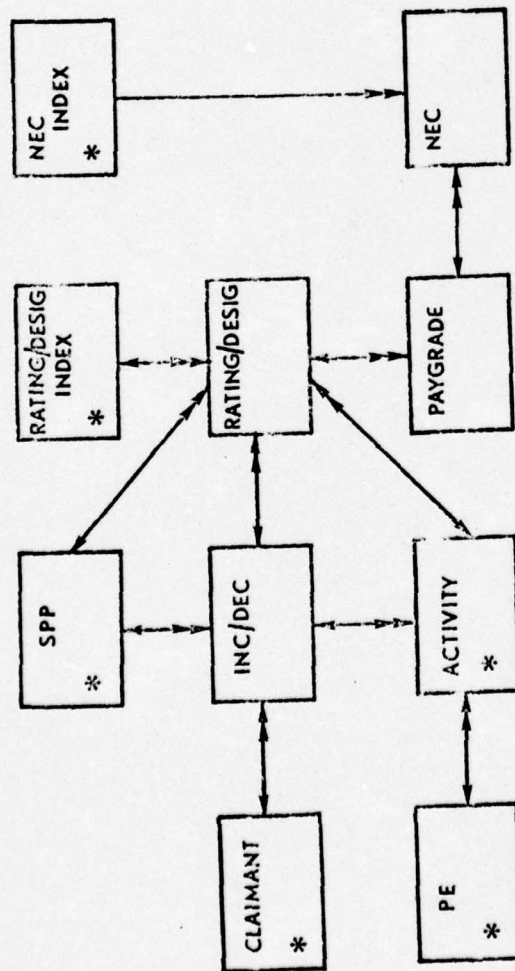 SPP
*
RATING/DESIG
INDEX
*
NEC
INDEX
*
CLAIMANT
*
INC/DEC
RATING/DESIG
PE
*
ACTIVITY
*
PAYGRADE
NEC